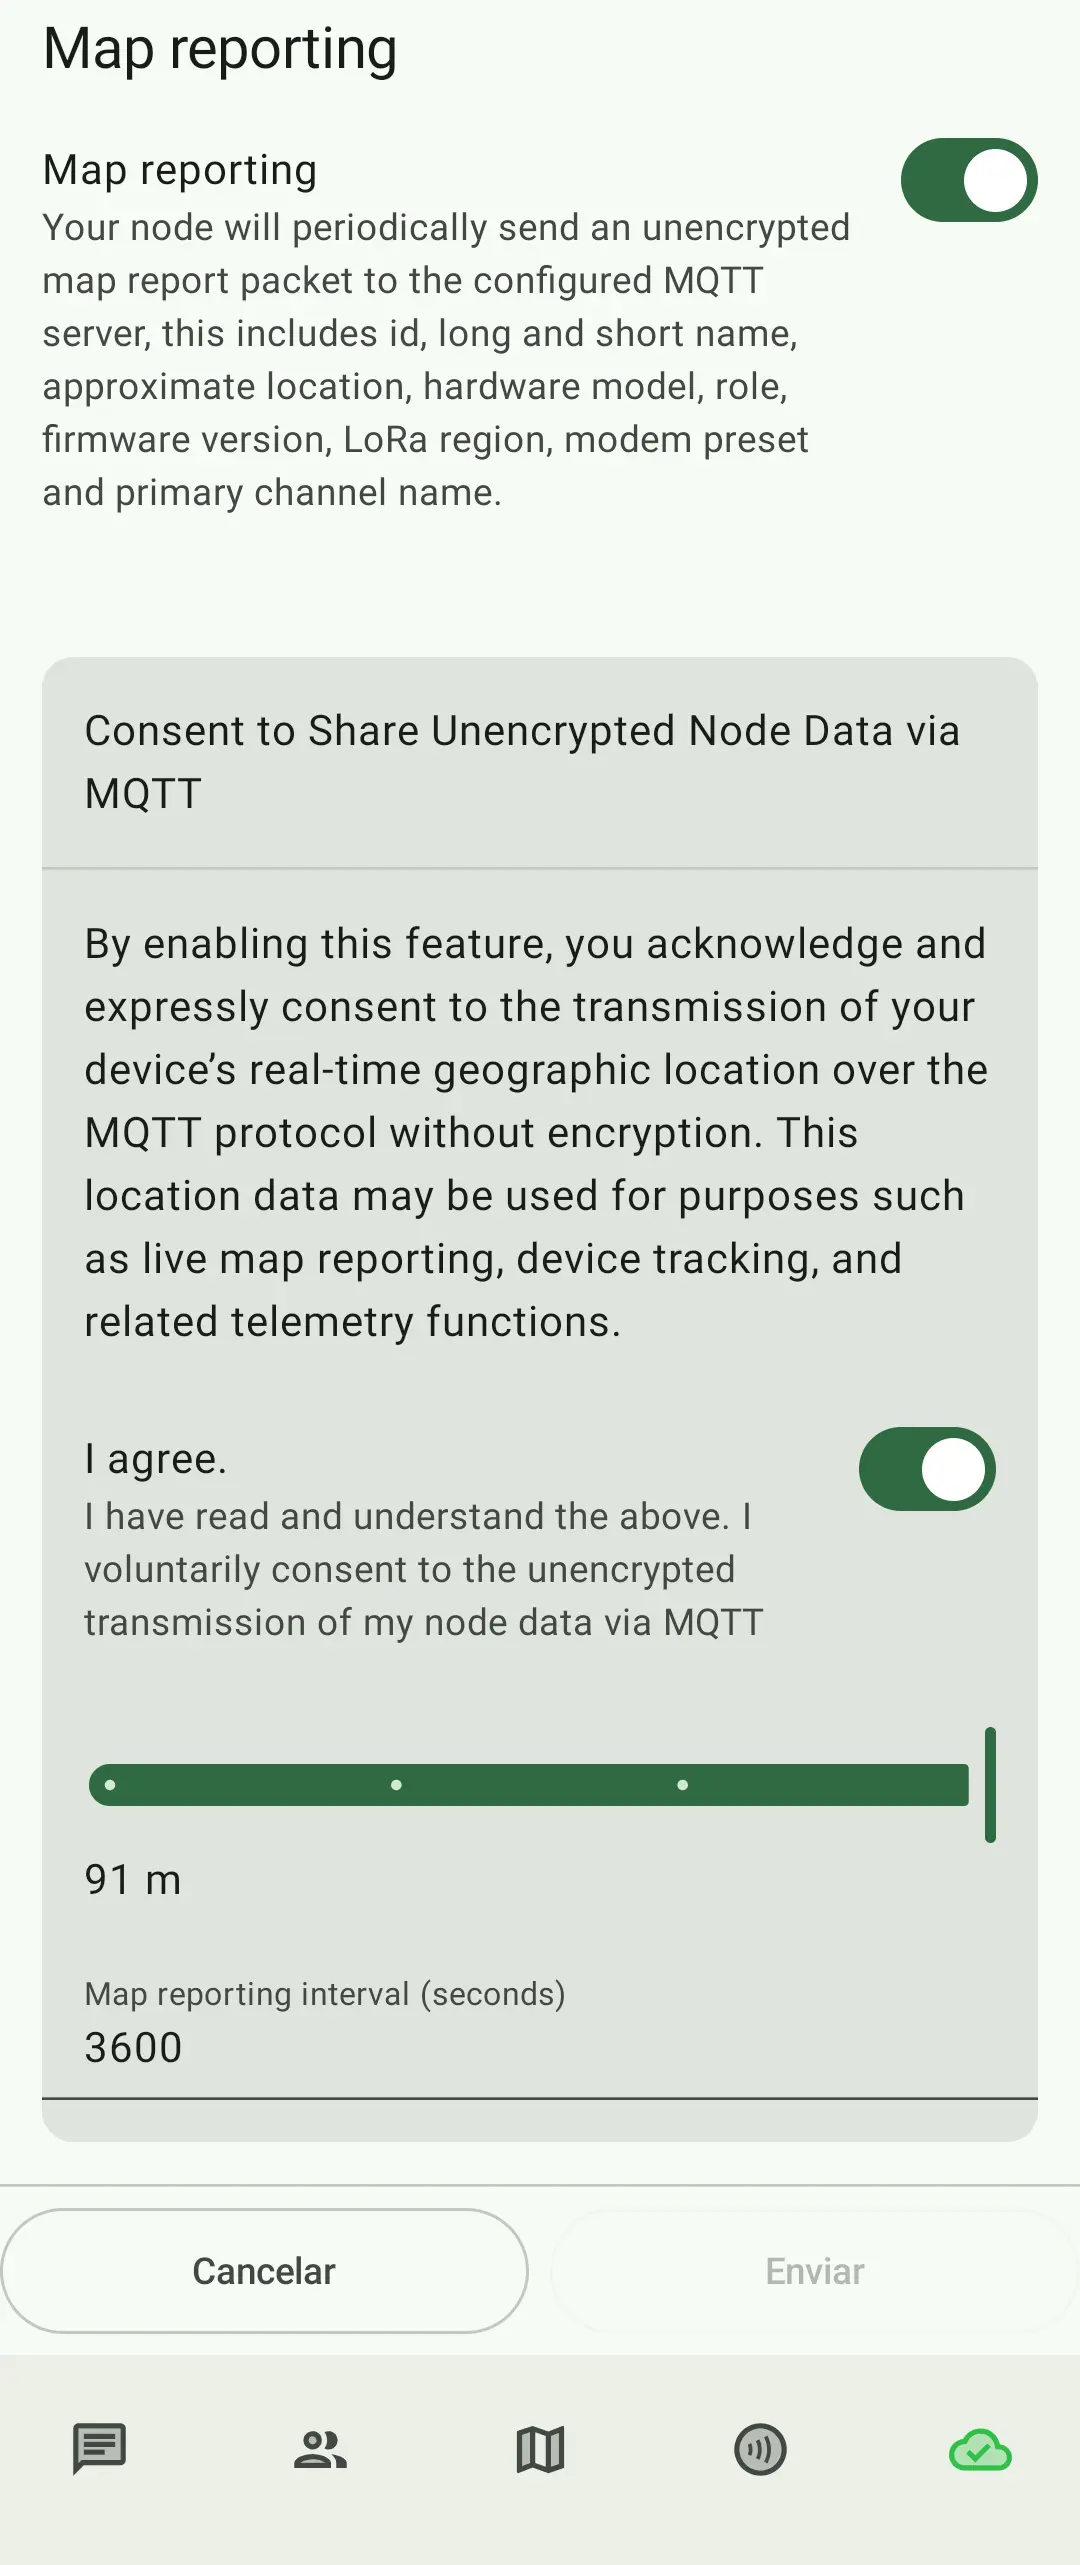 Map reporting
Map reporting
Your node will periodically send an unencrypted
map report packet to the configured MQTT
server, this includes id, long and short name,
approximate location, hardware model, role,
firmware version, LoRa region, modem preset
and primary channel name.
Consent to Share Unencrypted Node Data via
MQTT
By enabling this feature, you acknowledge and
expressly consent to the transmission of your
device’s real-time geographic location over the
MQTT protocol without encryption. This
location data may be used for purposes such
as live map reporting, device tracking, and
related telemetry functions.
I agree.
I have read and understand the above. I
voluntarily consent to the unencrypted
transmission of my node data via MQTT
91 m
Map reporting interval (seconds)
3600
Cancelar
Enviar